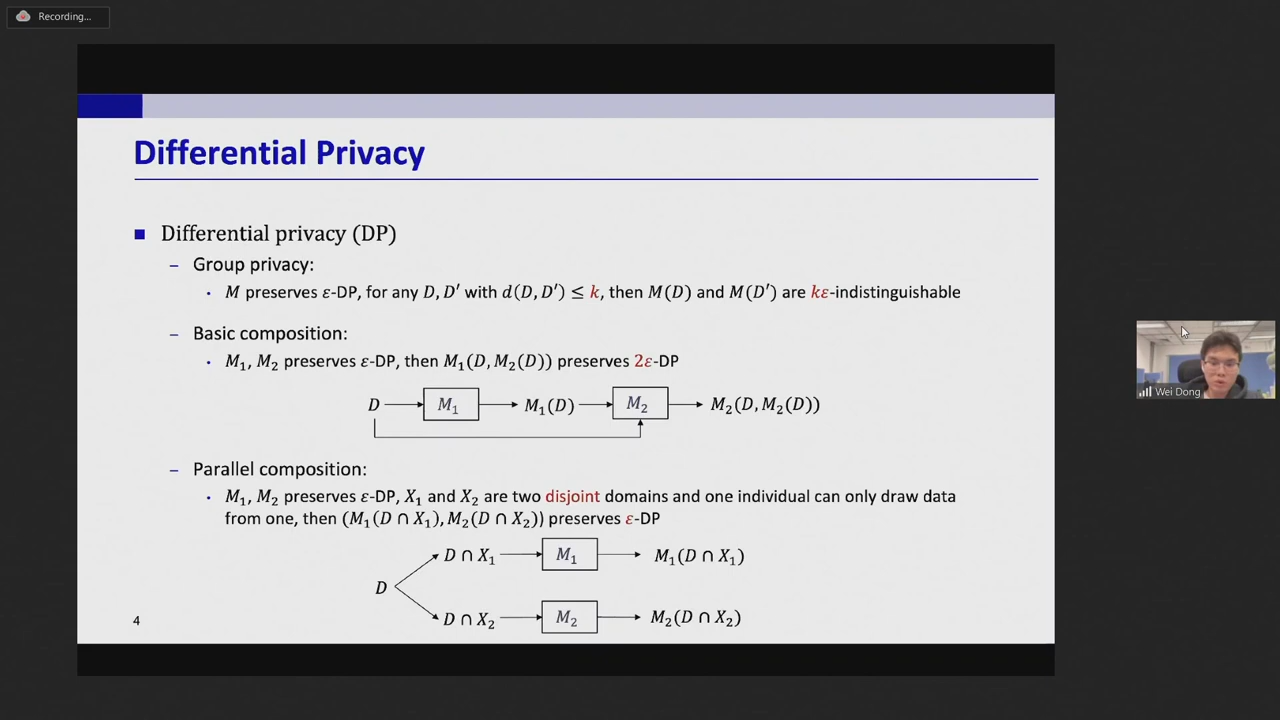 Recording...
Differential Privacy
■ Differential privacy (DP)
– Group privacy:
• M preserves ε-DP, for any D, D′ with d(D, D′) ≤ k, then M(D) and M(D′) are kε-indistinguishable
– Basic composition:
• M₁, M₂ preserves ε-DP, then M₁(D, M₂(D)) preserves 2ε-DP
D M₁ M₁(D) M₂ M₂(D, M₂(D))
– Parallel composition:
• M₁, M₂ preserves ε-DP, X₁ and X₂ are two disjoint domains and one individual can only draw data
from one, then (M₁(D ∩ X₁), M₂(D ∩ X₂)) preserves ε-DP
D ∩ X₁ M₁ M₁(D ∩ X₁)
D
D ∩ X₂ M₂ M₂(D ∩ X₂)
4
Wei Dong